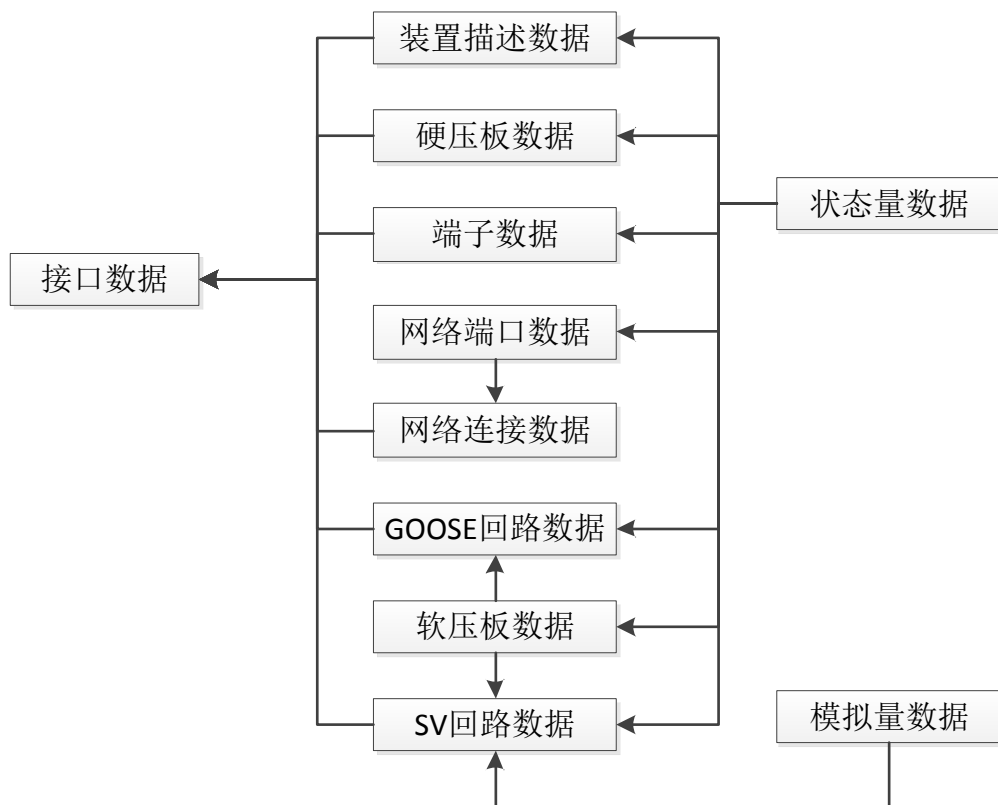 装置描述数据
硬压板数据
状态量数据
端子数据
接口数据
网络端口数据
网络连接数据
GOOSE回路数据
软压板数据
SV回路数据
模拟量数据